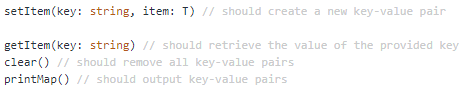 setItem(key: string, item: T) // should create a new key-value pair
getItem(key: string) // should retrieve the value of the provided key
clear() // should remove all key-value pairs
printMap() // should output key-value pairs